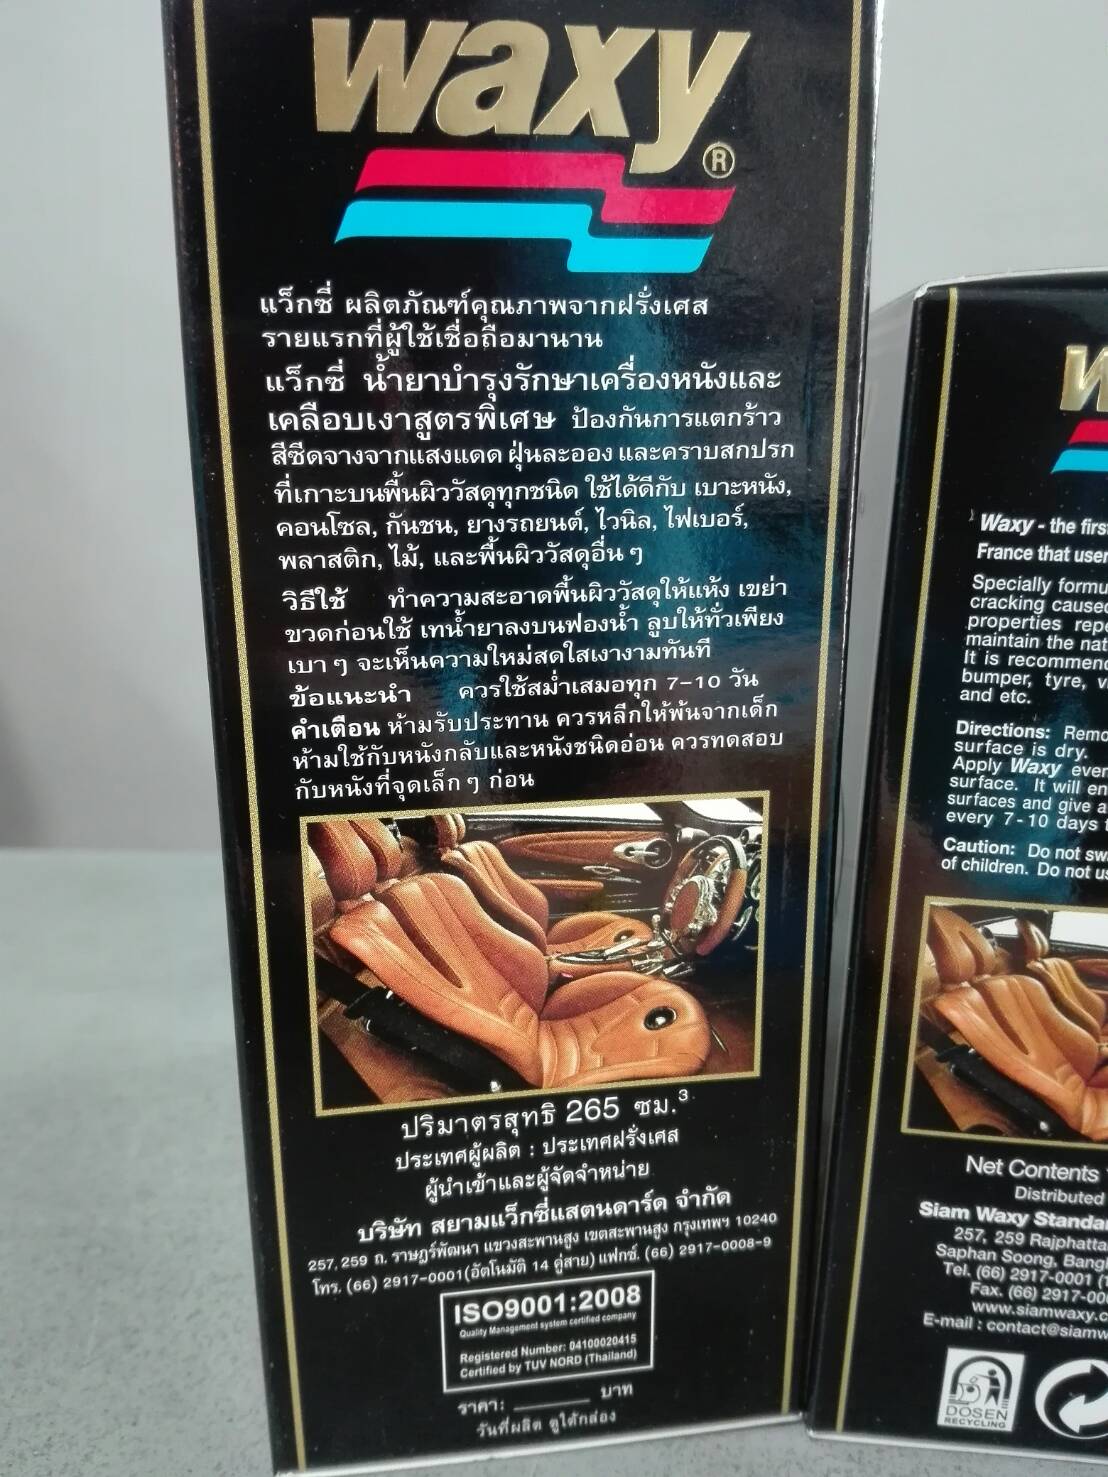 waxy®
แว็กซี่ ผลิตภัณฑ์คุณภาพจากฝรั่งเศส
รายแรกที่ผู้ใช้เชื่อถือมานาน
แว็กซี่ น้ำยาบำรุงรักษาเครื่องหนังและ
เคลือบเงาสูตรพิเศษ ป้องกันการแตกร้าว
สีซีดจางจากแสงแดด ฝุ่นละออง และคราบสกปรก
ที่เกาะบนพื้นผิววัสดุทุกชนิด ใช้ได้ดีกับ เบาะหนัง,
คอนโซล, กันชน, ยางรถยนต์, ไวนิล, ไฟเบอร์,
พลาสติก, ไม้, และพื้นผิววัสดุอื่น ๆ
วิธีใช้ ทำความสะอาดพื้นผิววัสดุให้แห้ง เขย่า
ขวดก่อนใช้ เทน้ำยาลงบนฟองน้ำ ลูบให้ทั่วเพียง
เบา ๆ จะเห็นความใหม่สดใสเงางามทันที
ข้อแนะนำ ควรใช้สม่ำเสมอทุก 7-10 วัน
คำเตือน ห้ามรับประทาน ควรหลีกให้พ้นจากเด็ก
ห้ามใช้กับหนังกลับและหนังชนิดอ่อน ควรทดสอบ
กับหนังที่จุดเล็ก ๆ ก่อน
ปริมาตรสุทธิ 265 ซม.³
ประเทศผู้ผลิต : ประเทศฝรั่งเศส
ผู้นำเข้าและผู้จัดจำหน่าย
บริษัท สยามแว็กซี่แสตนดาร์ด จำกัด
257, 259 ถ. ราษฎร์พัฒนา แขวงสะพานสูง เขตสะพานสูง กรุงเทพฯ 10240
โทร. (66) 2917-0001(อัตโนมัติ 14 คู่สาย) แฟกซ์. (66) 2917-0008-9
ISO9001:2008
Quality Management system certified company
Registered Number: 04100020415
Certified by TUV NORD (Thailand)
ราคา: ______ บาท
วันที่ผลิต ดูใต้กล่อง
Waxy - the firs
France that user
Specially formu
cracking caused
properties repe
maintain the nat
It is recommend
bumper, tyre, v
and etc.
Directions: Remo
surface is dry.
Apply Waxy even
surface. It will en
surfaces and give a
every 7-10 days
Caution: Do not sw
of children. Do not us
Net Contents
Distributed
Siam Waxy Standa
257, 259 Rajphatta
Saphan Soong, Bang
Tel. (66) 2917-0001 (1
Fax. (66) 2917-00
www.siamwaxy.c
E-mail : contact@siamw
DOSEN
RECYCLING